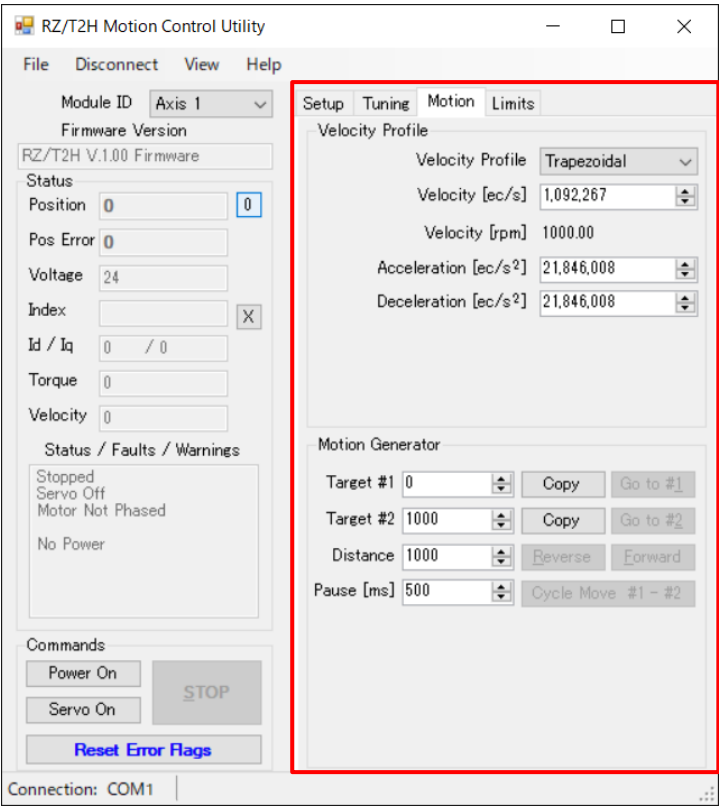 RZ/T2H Motion Control Utility
File Disconnect View Help
Module ID Axis 1
Firmware Version
RZ/T2H V.1.00 Firmware
Status
Position 0 0
Pos Error 0
Voltage 24
Index X
Id / Iq 0 / 0
Torque 0
Velocity 0
Status / Faults / Warnings
Stopped
Servo Off
Motor Not Phased
No Power
Commands
Power On
Servo On
STOP
Reset Error Flags
Setup Tuning Motion Limits
Velocity Profile
Velocity Profile Trapezoidal
Velocity [ec/s] 1,092,267
Velocity [rpm] 1000.00
Acceleration [ec/s²] 21,846,008
Deceleration [ec/s²] 21,846,008
Motion Generator
Target #1 0 Copy Go to #1
Target #2 1000 Copy Go to #2
Distance 1000 Reverse Forward
Pause [ms] 500 Cycle Move #1 - #2
Connection: COM1